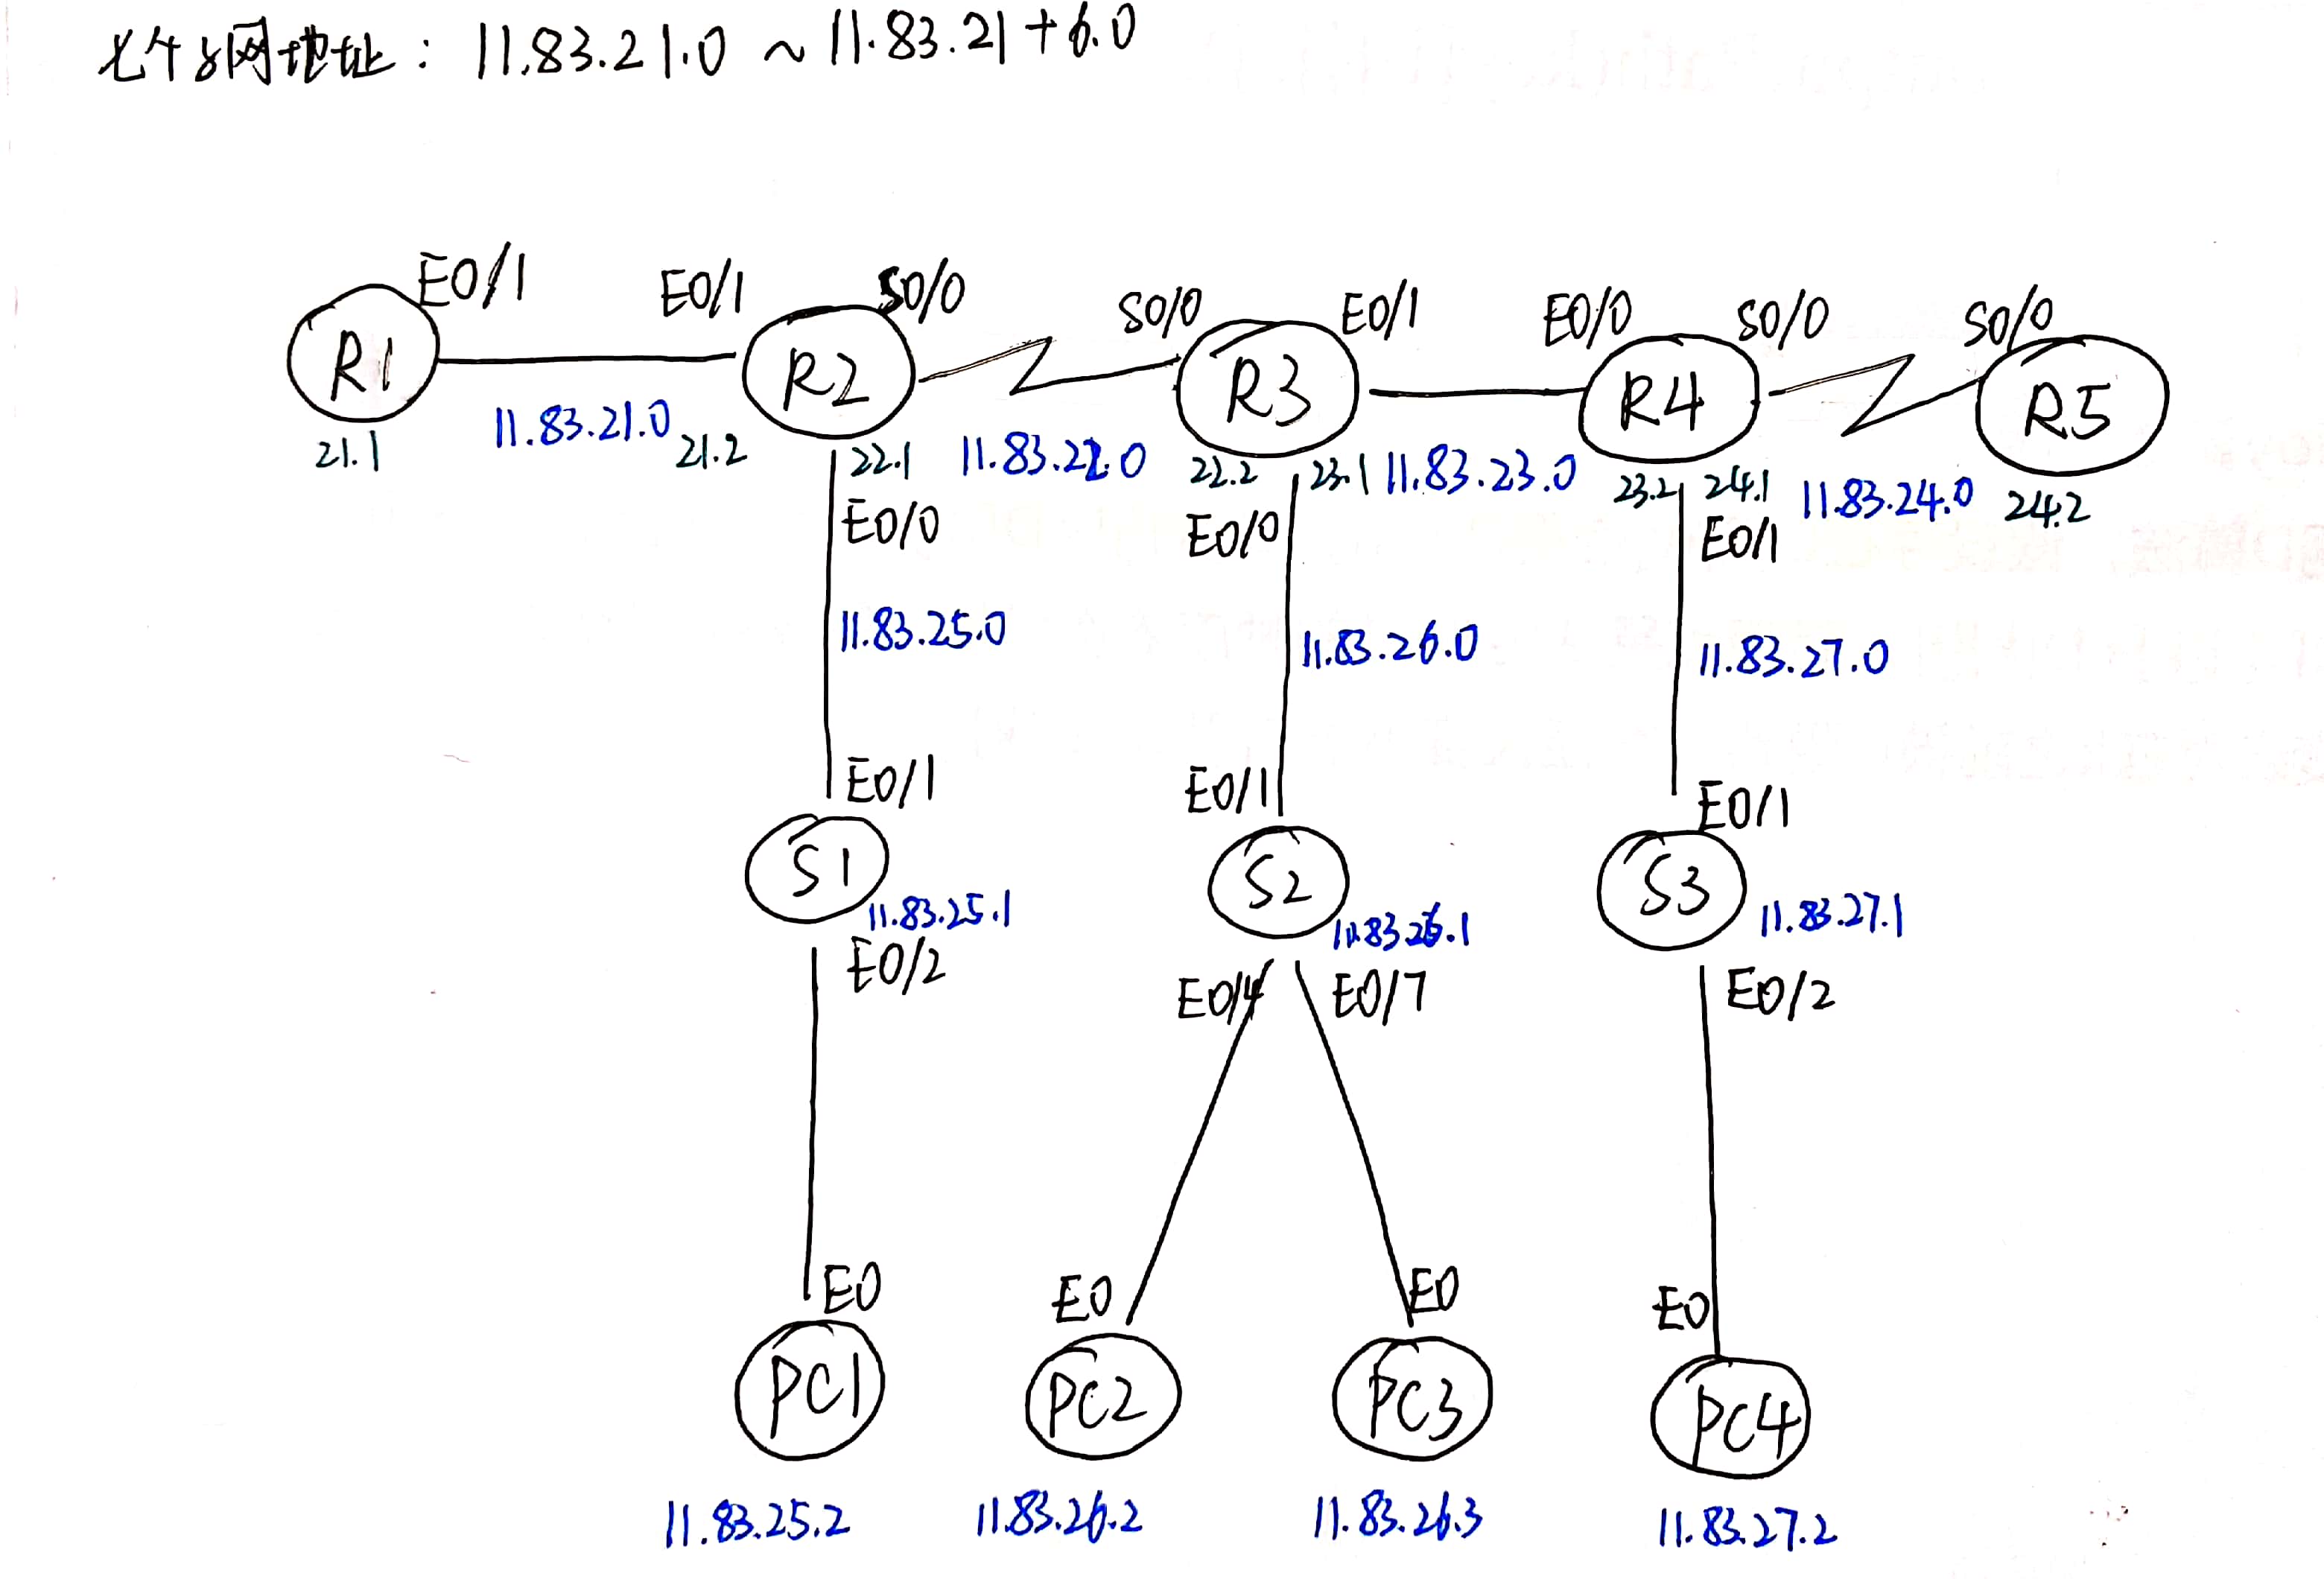 七个子网地址: 11.83.21.0 ~ 11.83.21+6.0
E0/1
E0/1
S0/0
S0/0
E0/1
E0/0
S0/0
S0/0
R1
R2
R3
R4
R5
21.1
11.83.21.0
21.2
22.1
11.83.22.0
22.2
23.1
11.83.23.0
23.2
24.1
11.83.24.0
24.2
E0/0
E0/0
E0/1
11.83.25.0
11.83.26.0
11.83.27.0
E0/1
E0/1
E0/1
S1
S2
S3
11.83.25.1
11.83.26.1
11.83.27.1
E0/2
E0/4
E0/7
E0/2
E0
E0
E0
E0
PC1
PC2
PC3
PC4
11.83.25.2
11.83.26.2
11.83.26.3
11.83.27.2